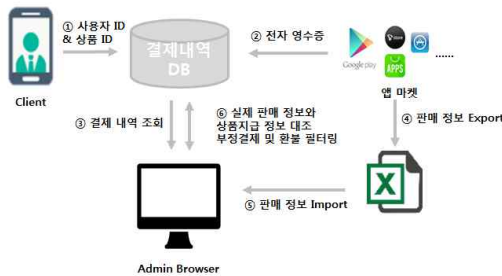 ① 사용자 ID
& 상품 ID
Client
결제내역
DB
② 전자 영수증
Google play
APPS
......
앱 마켓
③ 결제 내역 조회
⑥ 실제 판매 정보와
상품지급 정보 대조
부정결제 및 환불 필터링
④ 판매 정보 Export
X
⑤ 판매 정보 Import
Admin Browser